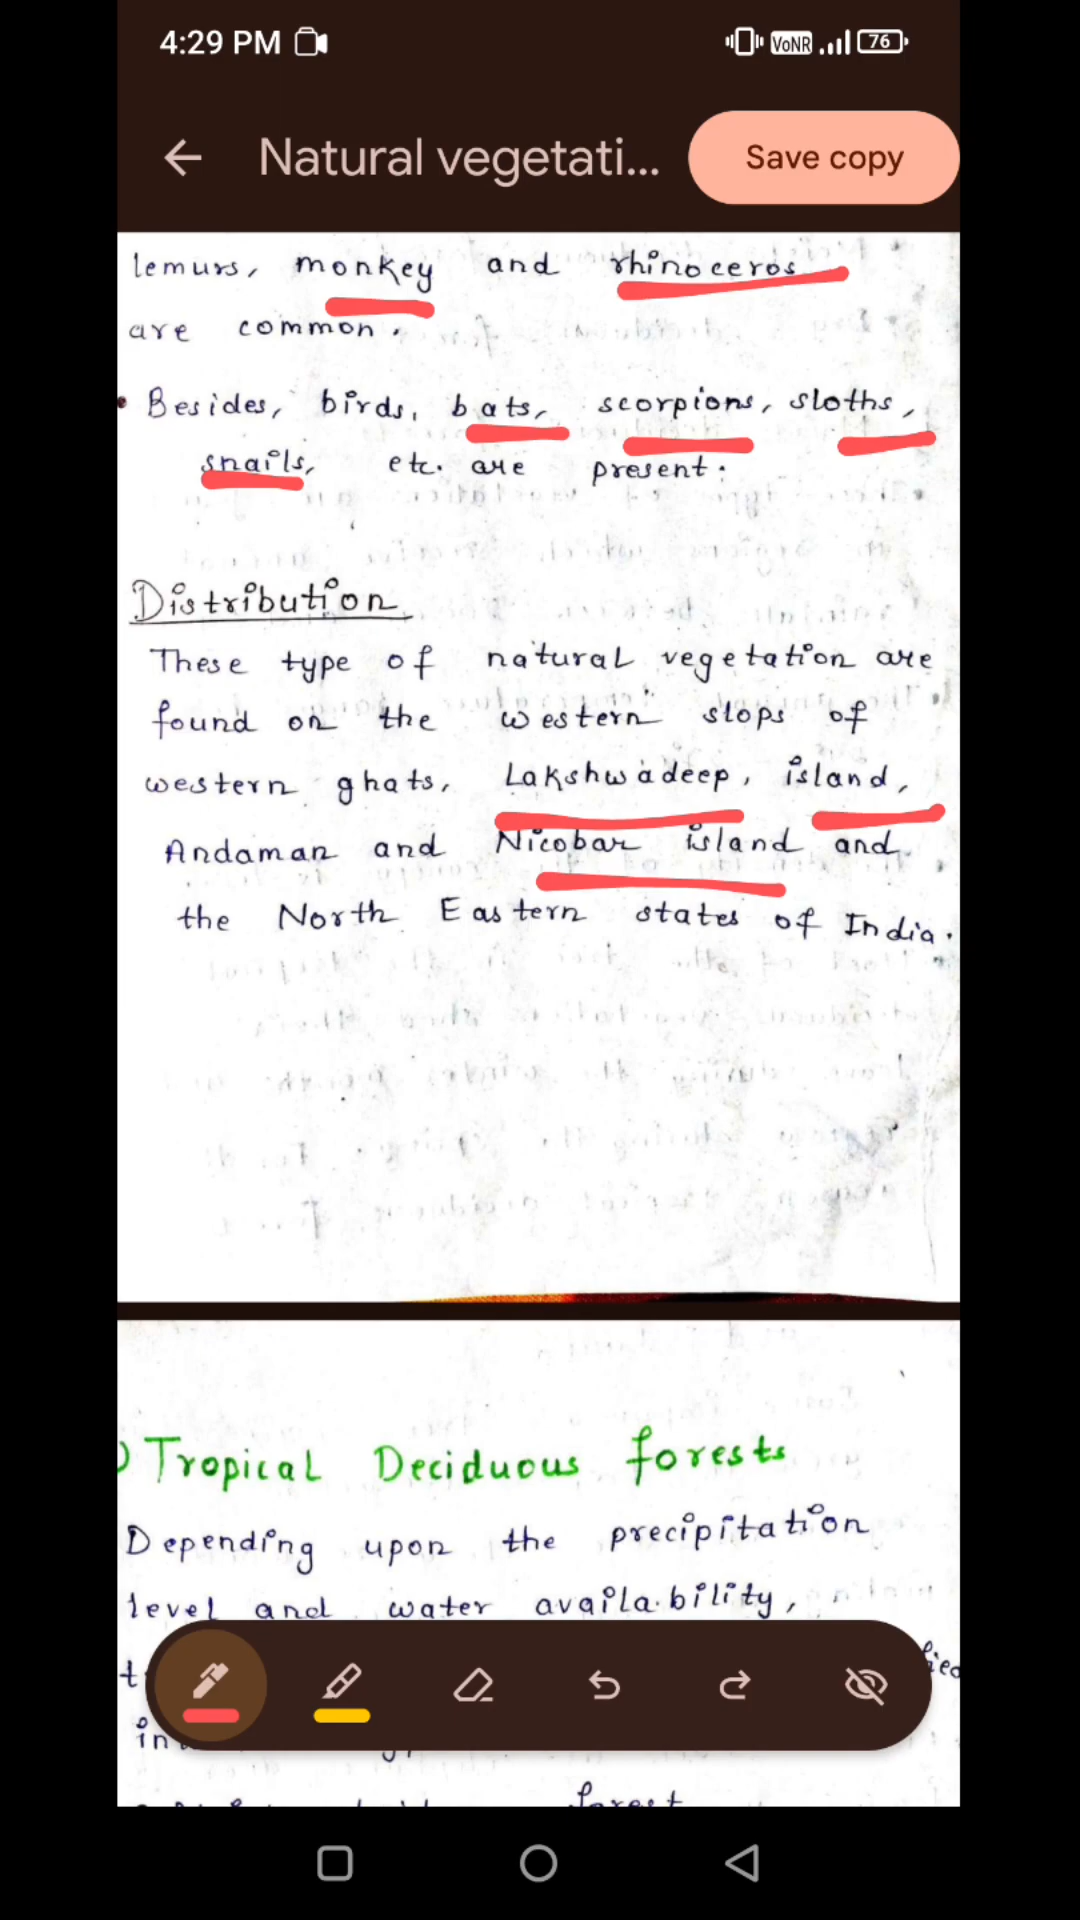 4:29 PM
VoNR
76
Natural vegetati...
Save copy
lemurs, monkey and rhinoceros
are common.
• Besides, birds, bats, scorpions, sloths,
snails, etc. are present.
Distribution
These type of natural vegetation are
found on the western slops of
western ghats, Lakshwadeep, island,
Andaman and Nicobar island and
the North Eastern states of India.
) Tropical Deciduous forests
Depending upon the precipitation
level and water availability,
in
forest